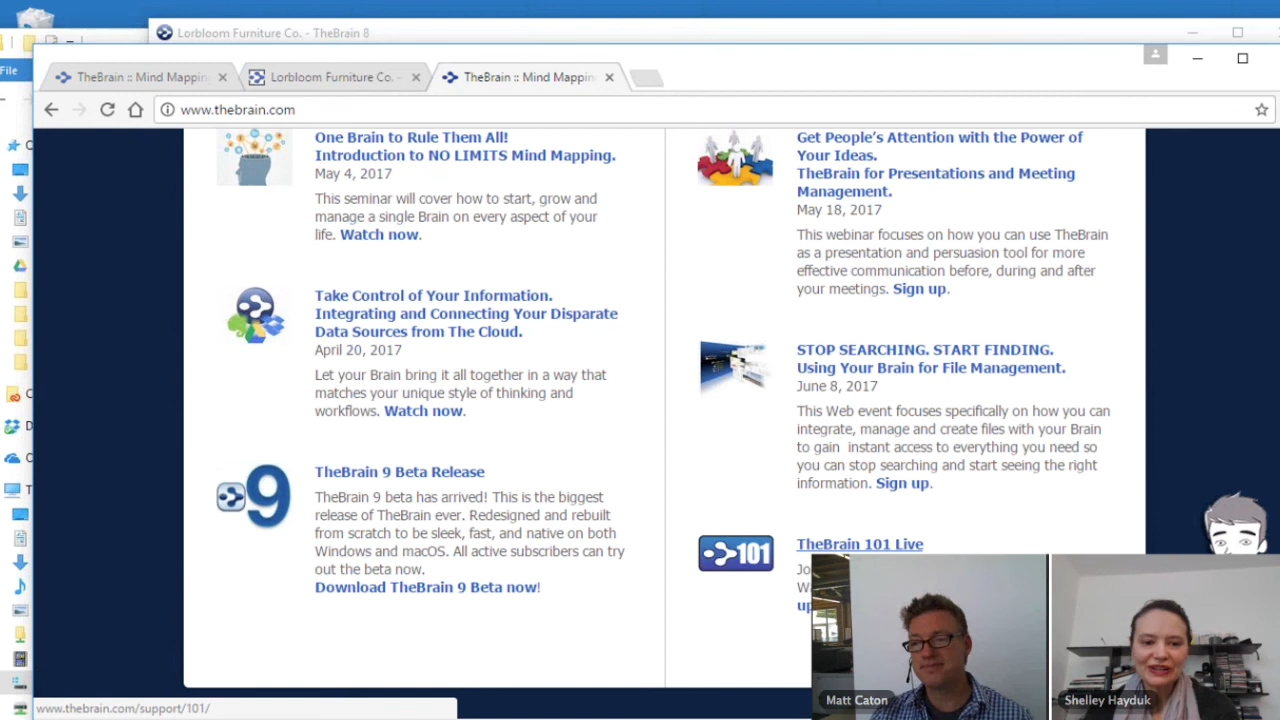 Lorbloom Furniture Co. - TheBrain 8
File
TheBrain :: Mind Mappin
Lorbloom Furniture Co. -
TheBrain :: Mind Mappin
www.thebrain.com
One Brain to Rule Them All!
Introduction to NO LIMITS Mind Mapping.
May 4, 2017
This seminar will cover how to start, grow and
manage a single Brain on every aspect of your
life. Watch now.
Take Control of Your Information.
Integrating and Connecting Your Disparate
Data Sources from The Cloud.
April 20, 2017
Let your Brain bring it all together in a way that
matches your unique style of thinking and
workflows. Watch now.
9
TheBrain 9 Beta Release
TheBrain 9 beta has arrived! This is the biggest
release of TheBrain ever. Redesigned and rebuilt
from scratch to be sleek, fast, and native on both
Windows and macOS. All active subscribers can try
out the beta now.
Download TheBrain 9 Beta now!
Get People's Attention with the Power of
Your Ideas.
TheBrain for Presentations and Meeting
Management.
May 18, 2017
This webinar focuses on how you can use TheBrain
as a presentation and persuasion tool for more
effective communication before, during and after
your meetings. Sign up.
STOP SEARCHING. START FINDING.
Using Your Brain for File Management.
June 8, 2017
This Web event focuses specifically on how you can
integrate, manage and create files with your Brain
to gain instant access to everything you need so
you can stop searching and start seeing the right
information. Sign up.
101
TheBrain 101 Live
Matt Caton
Shelley Hayduk
www.thebrain.com/support/101/